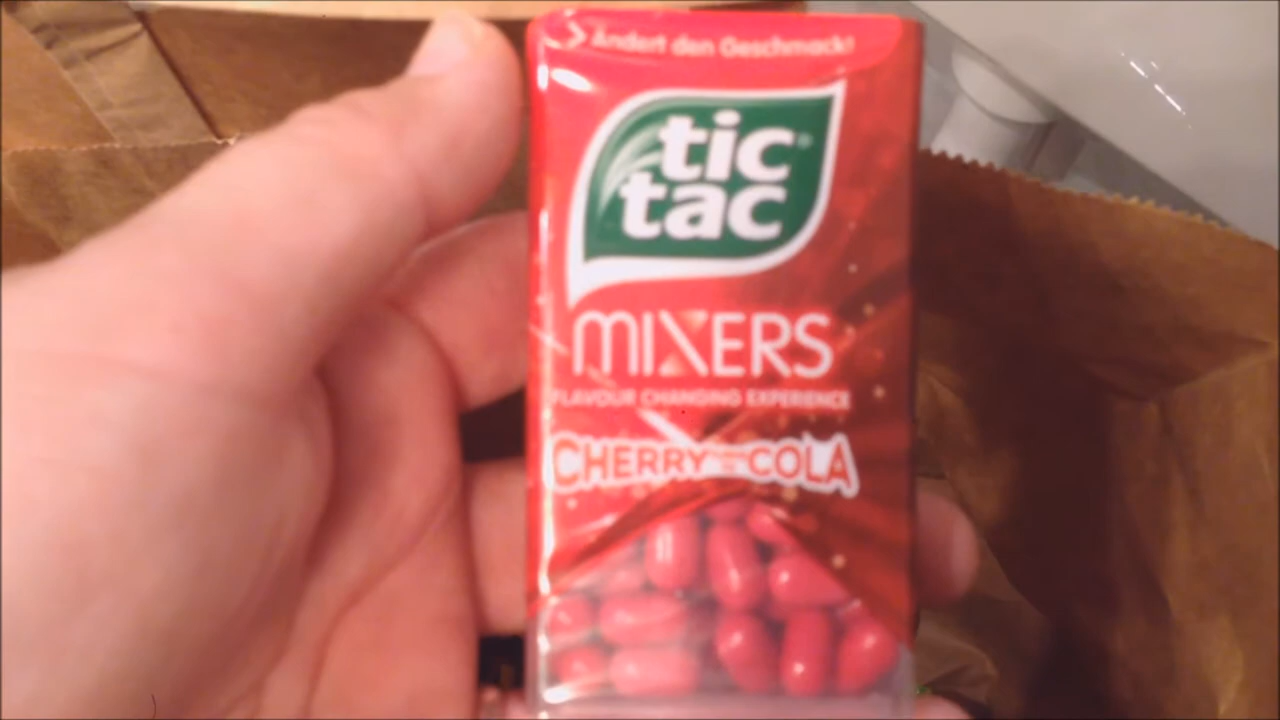 > Ändert den Geschmack!
tic
tac
MIXERS
FLAVOUR CHANGING EXPERIENCE
CHERRY COLA